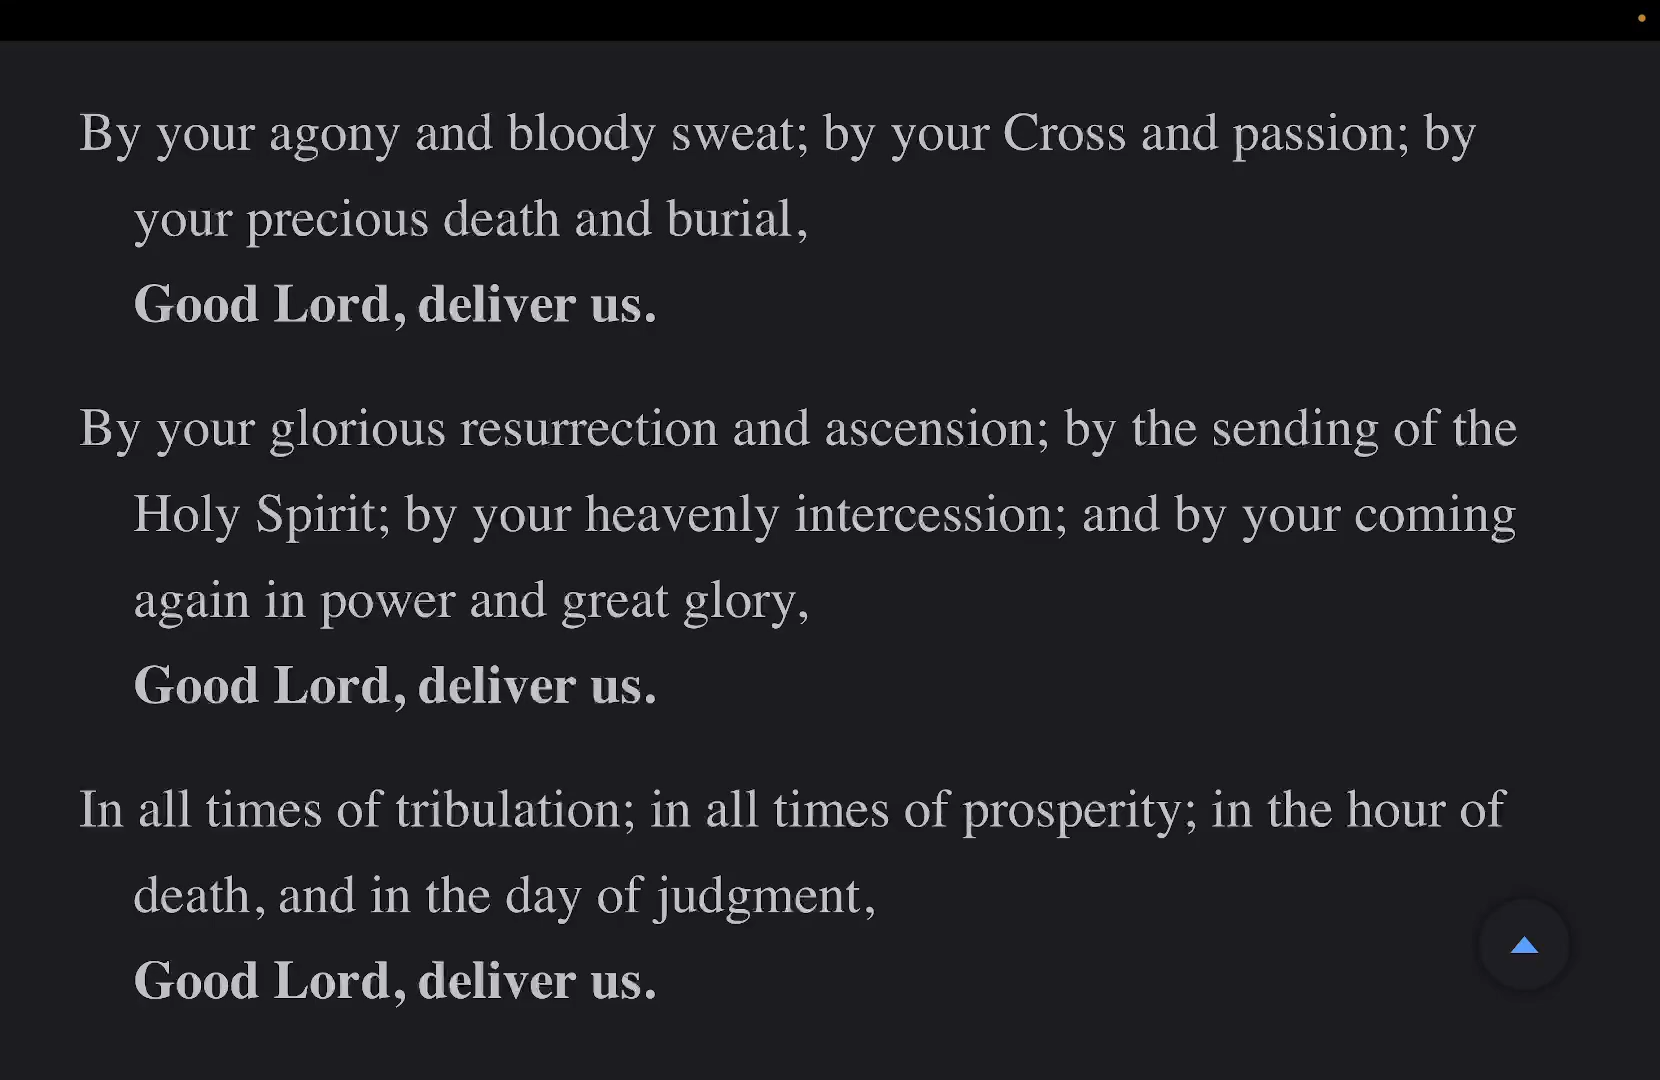 By your agony and bloody sweat; by your Cross and passion; by
your precious death and burial,
Good Lord, deliver us.
By your glorious resurrection and ascension; by the sending of the
Holy Spirit; by your heavenly intercession; and by your coming
again in power and great glory,
Good Lord, deliver us.
In all times of tribulation; in all times of prosperity; in the hour of
death, and in the day of judgment,
Good Lord, deliver us.